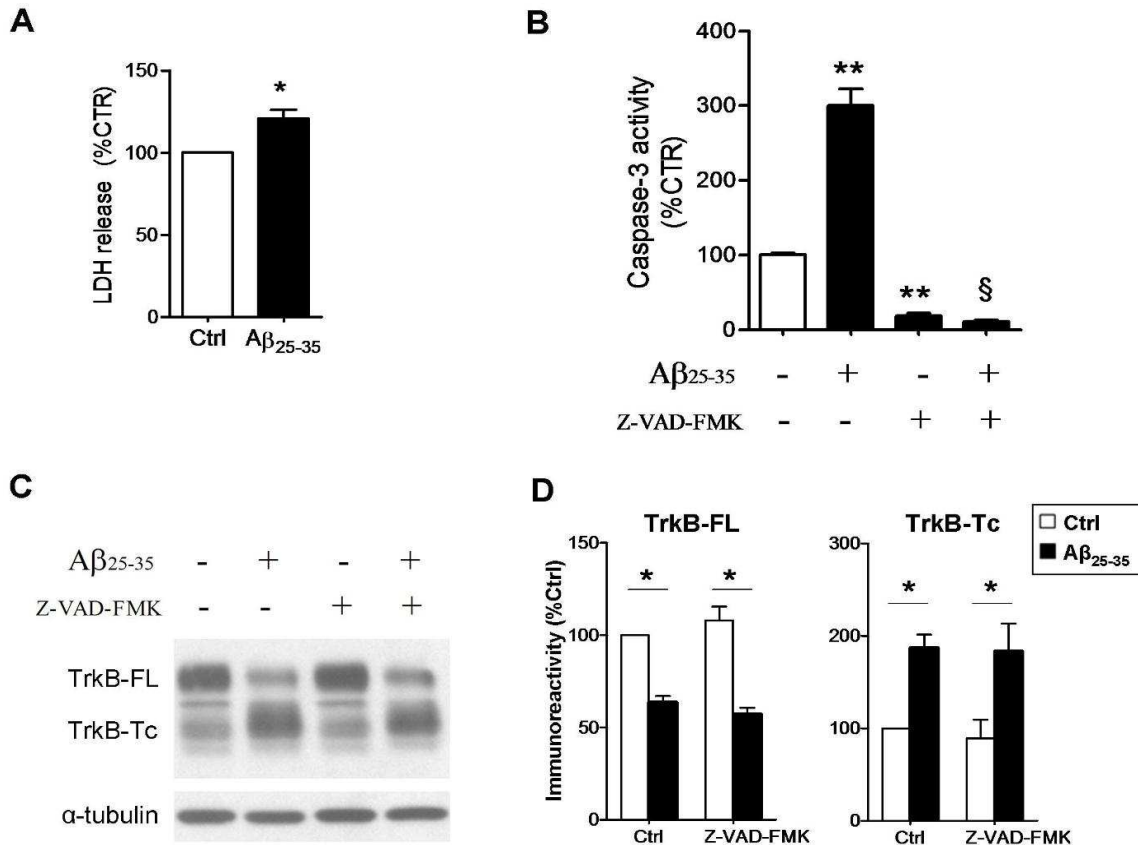 A
LDH release (%CTR)
150
100
50
0
Ctrl
Aβ25-35
*
B
Caspase-3 activity
(%CTR)
400
300
200
100
0
**
**
§
Aβ25-35 - + - +
Z-VAD-FMK - - + +
C
Aβ25-35 - + - +
Z-VAD-FMK - - + +
TrkB-FL
TrkB-Tc
α-tubulin
D
TrkB-FL
Immunoreactivity (%Ctrl)
150
100
50
0
* *
Ctrl Z-VAD-FMK
TrkB-Tc
300
200
100
0
* *
Ctrl Z-VAD-FMK
Ctrl
Aβ25-35